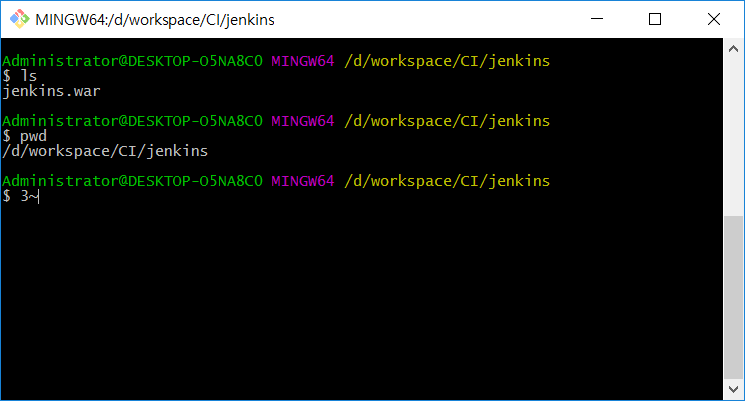 MINGW64:/d/workspace/CI/jenkins
Administrator@DESKTOP-O5NA8C0 MINGW64 /d/workspace/CI/jenkins
$ ls
jenkins.war
Administrator@DESKTOP-O5NA8C0 MINGW64 /d/workspace/CI/jenkins
$ pwd
/d/workspace/CI/jenkins
Administrator@DESKTOP-O5NA8C0 MINGW64 /d/workspace/CI/jenkins
$ 3~